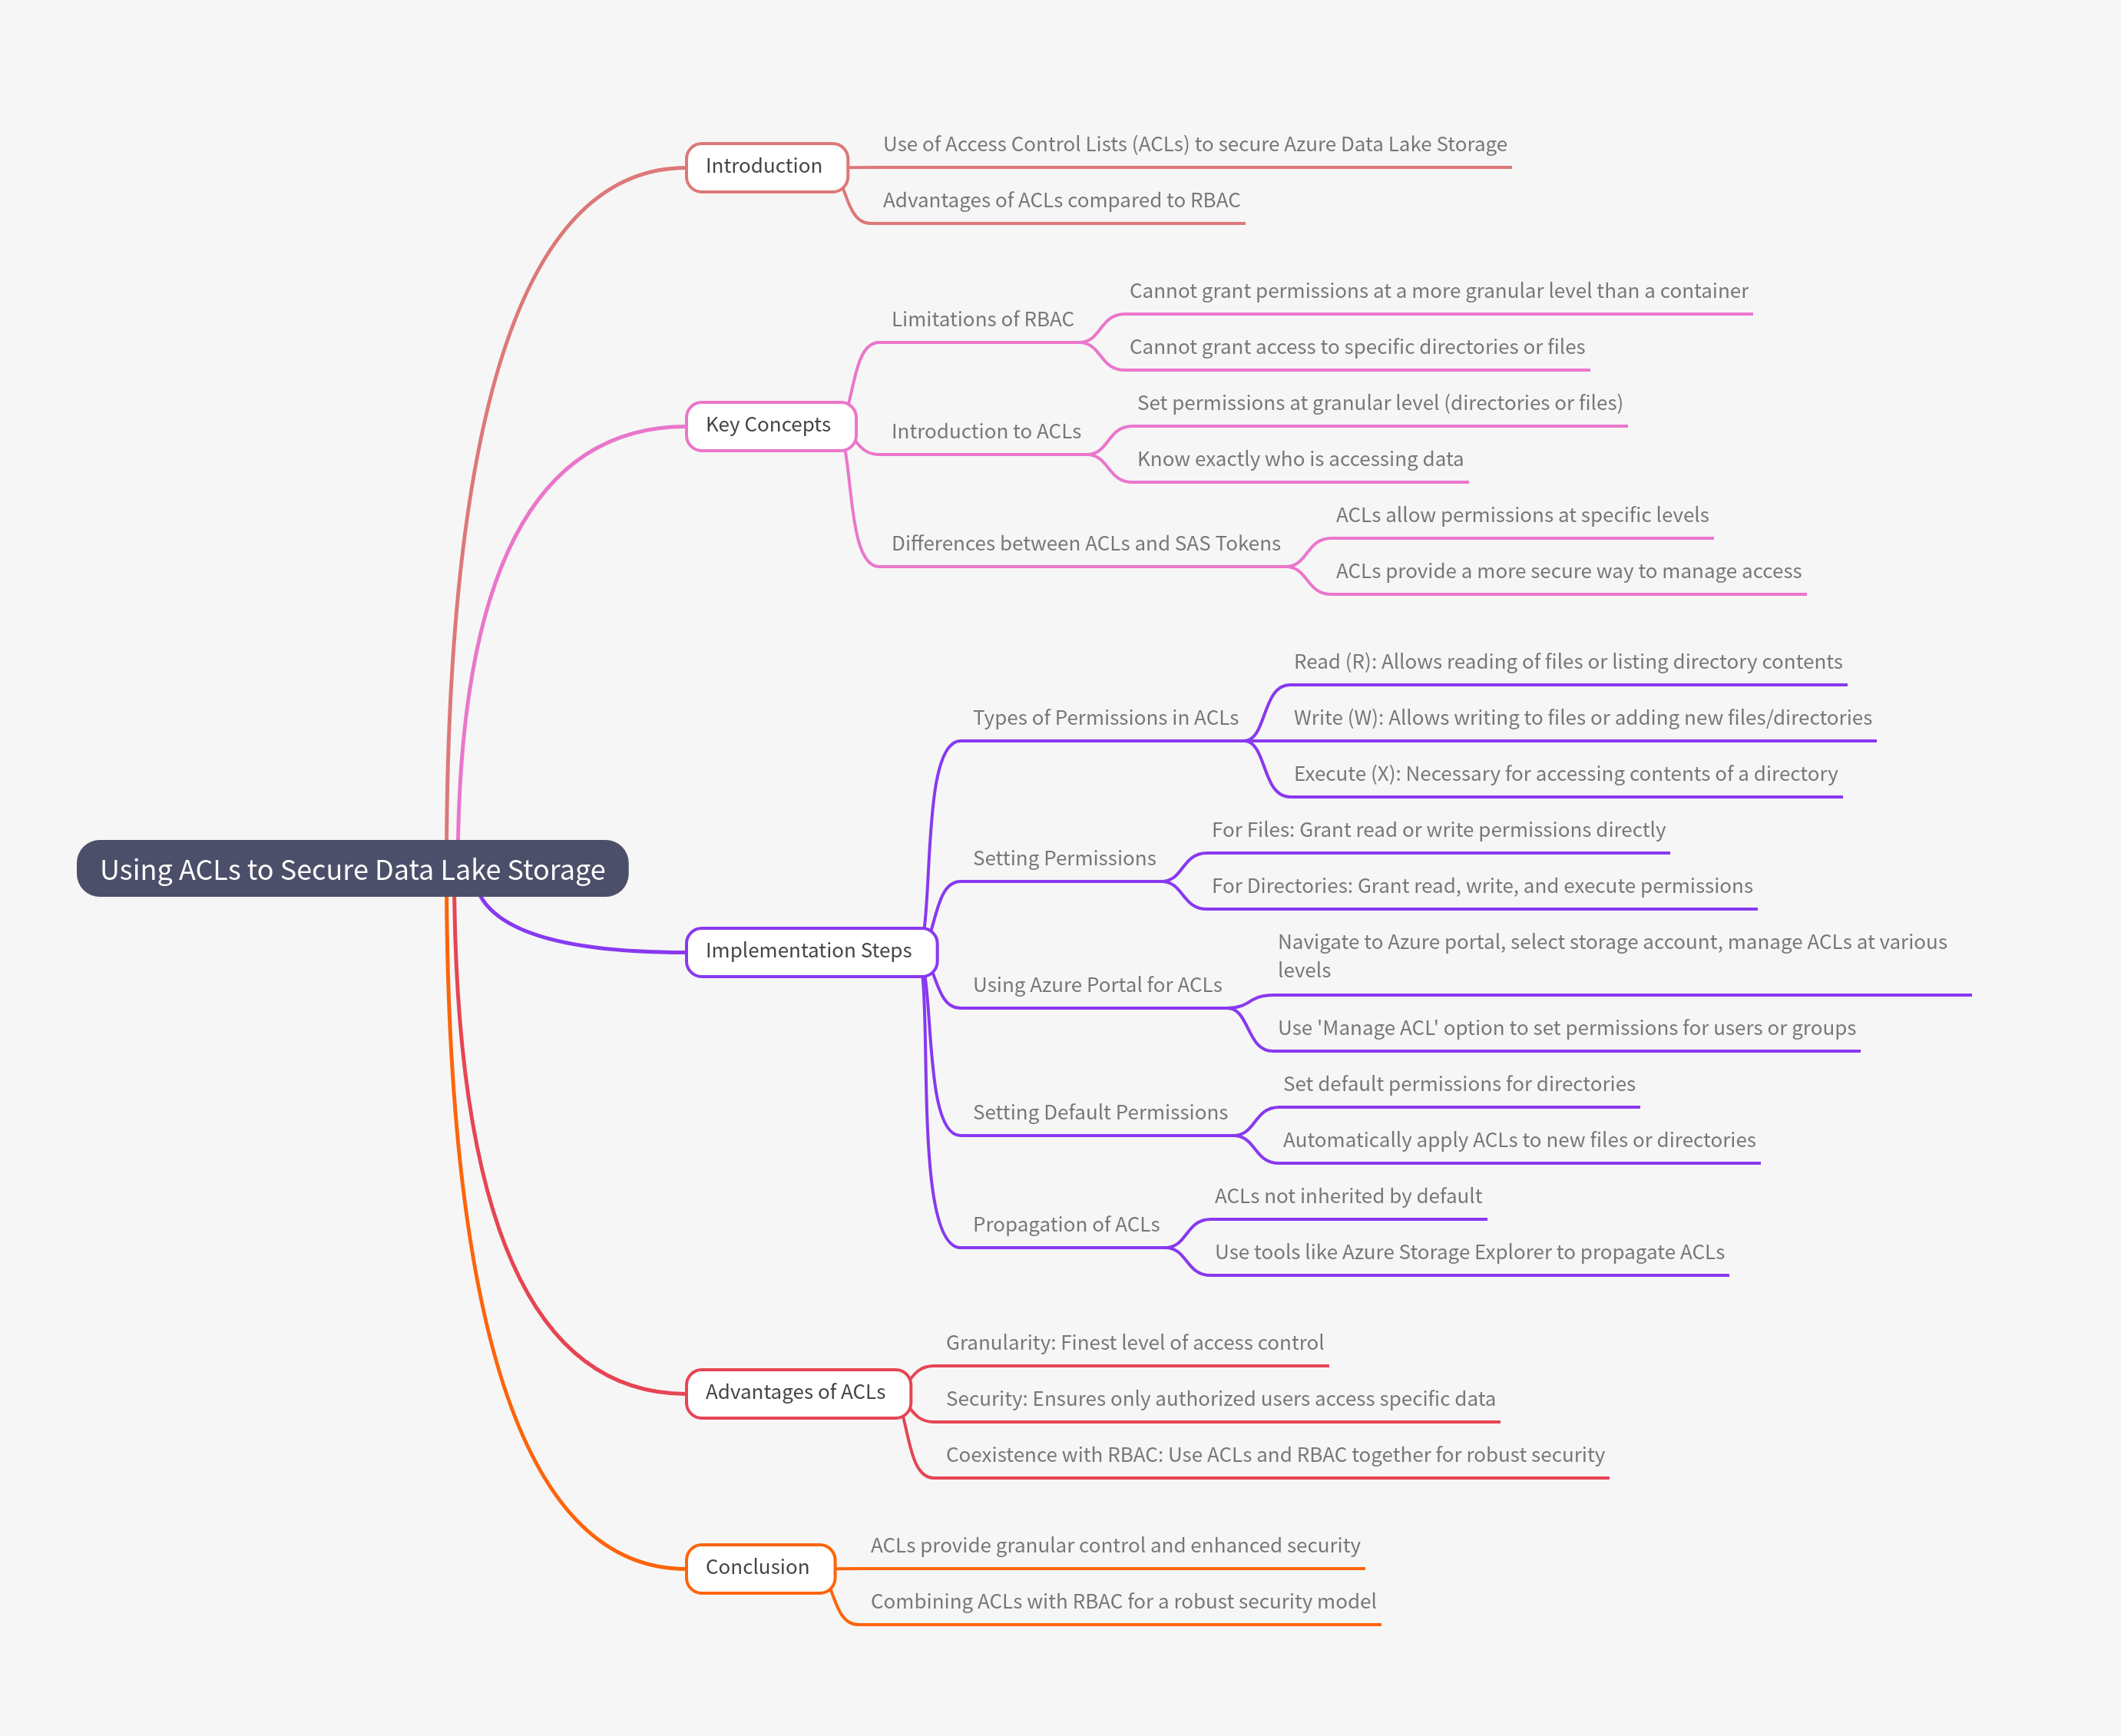 Using ACLs to Secure Data Lake Storage
Introduction
Use of Access Control Lists (ACLs) to secure Azure Data Lake Storage
Advantages of ACLs compared to RBAC
Key Concepts
Limitations of RBAC
Cannot grant permissions at a more granular level than a container
Cannot grant access to specific directories or files
Introduction to ACLs
Set permissions at granular level (directories or files)
Know exactly who is accessing data
Differences between ACLs and SAS Tokens
ACLs allow permissions at specific levels
ACLs provide a more secure way to manage access
Implementation Steps
Types of Permissions in ACLs
Read (R): Allows reading of files or listing directory contents
Write (W): Allows writing to files or adding new files/directories
Execute (X): Necessary for accessing contents of a directory
Setting Permissions
For Files: Grant read or write permissions directly
For Directories: Grant read, write, and execute permissions
Using Azure Portal for ACLs
Navigate to Azure portal, select storage account, manage ACLs at various
levels
Use 'Manage ACL' option to set permissions for users or groups
Setting Default Permissions
Set default permissions for directories
Automatically apply ACLs to new files or directories
Propagation of ACLs
ACLs not inherited by default
Use tools like Azure Storage Explorer to propagate ACLs
Advantages of ACLs
Granularity: Finest level of access control
Security: Ensures only authorized users access specific data
Coexistence with RBAC: Use ACLs and RBAC together for robust security
Conclusion
ACLs provide granular control and enhanced security
Combining ACLs with RBAC for a robust security model